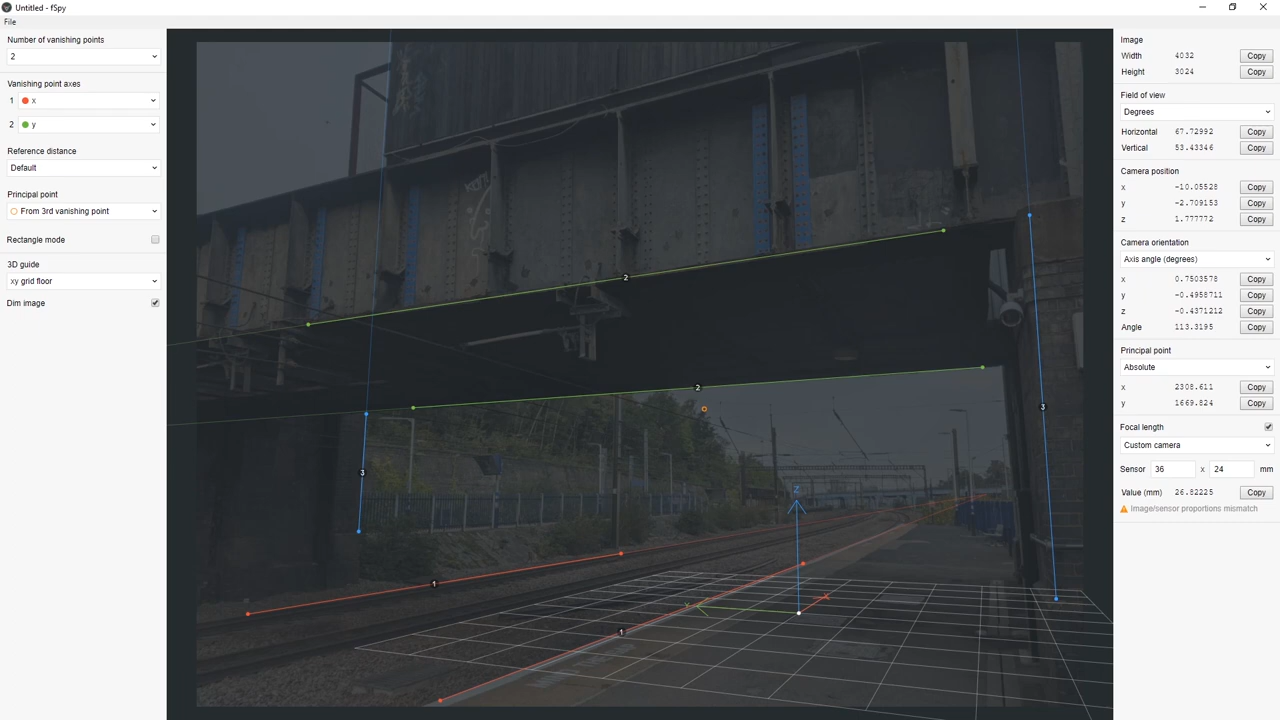 Untitled - fSpy
File
Number of vanishing points
2
Vanishing point axes
1 x
2 y
Reference distance
Default
Principal point
From 3rd vanishing point
Rectangle mode
3D guide
xy grid floor
Dim image
2
2
3
3
1
1
Z
Y
X
Image
Width 4032 Copy
Height 3024 Copy
Field of view
Degrees
Horizontal 67.72992 Copy
Vertical 53.43346 Copy
Camera position
x -10.05528 Copy
y -2.709153 Copy
z 1.777772 Copy
Camera orientation
Axis angle (degrees)
x 0.7503578 Copy
y -0.4958711 Copy
z -0.4371212 Copy
Angle 113.3195 Copy
Principal point
Absolute
x 2308.611 Copy
y 1669.824 Copy
Focal length
Custom camera
Sensor 36 x 24 mm
Value (mm) 26.82225 Copy
Image/sensor proportions mismatch